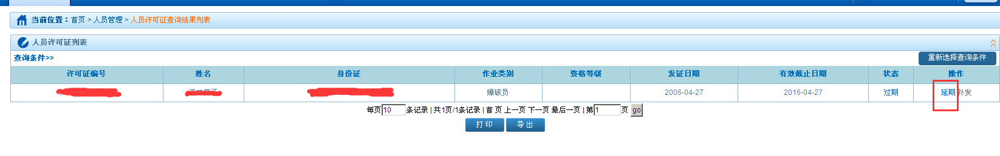 当前位置：首页 > 人员管理 > 人员许可证查询结果列表
人员许可证列表
查询条件>> 重新选择查询条件
许可证编号 姓名 身份证 作业类别 资格等级 发证日期 有效截止日期 状态 操作
爆破员 2006-04-27 2016-04-27 过期 延期 补发
每页10条记录 | 共1页/1条记录 | 首 页 上一页 下一页 最后一页 | 第1页 go
打 印 导 出